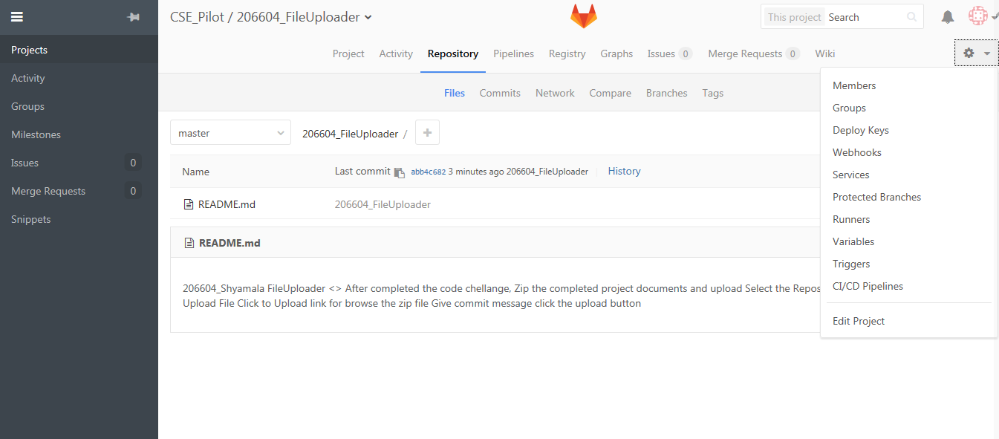 CSE_Pilot / 206604_FileUploader
This project Search
Projects
Activity
Groups
Milestones
Issues 0
Merge Requests 0
Snippets
Project Activity Repository Pipelines Registry Graphs Issues 0 Merge Requests 0 Wiki
Files Commits Network Compare Branches Tags
master
206604_FileUploader /
Name Last commit abb4c682 3 minutes ago 206604_FileUploader History
README.md 206604_FileUploader
README.md
206604_Shyamala FileUploader <> After completed the code chellange, Zip the completed project documents and upload Select the Repos
Upload File Click to Upload link for browse the zip file Give commit message click the upload button
Members
Groups
Deploy Keys
Webhooks
Services
Protected Branches
Runners
Variables
Triggers
CI/CD Pipelines
Edit Project